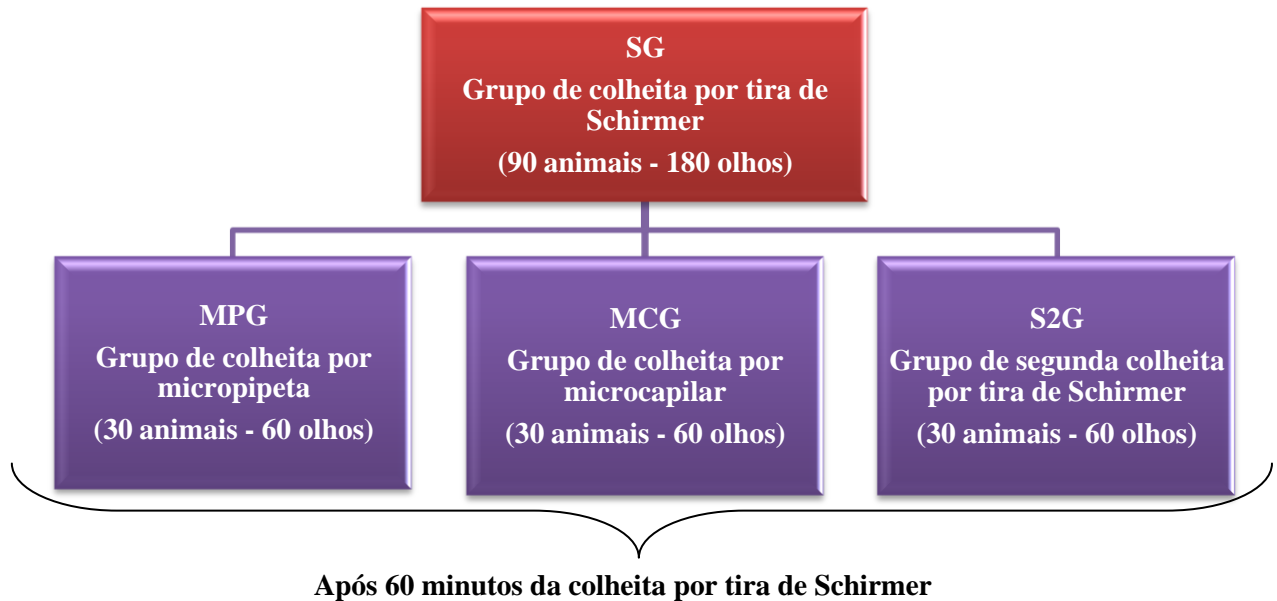 SG
Grupo de colheita por tira de
Schirmer
(90 animais - 180 olhos)
MPG
Grupo de colheita por
micropipeta
(30 animais - 60 olhos)
MCG
Grupo de colheita por
microcapilar
(30 animais - 60 olhos)
S2G
Grupo de segunda colheita
por tira de Schirmer
(30 animais - 60 olhos)
Após 60 minutos da colheita por tira de Schirmer